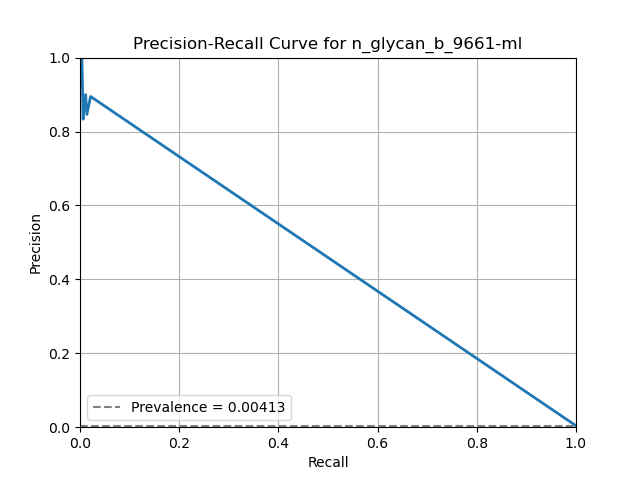 Precision-Recall Curve for n_glycan_b_9661-ml
1.0
0.8
0.6
0.4
0.2
0.0
Precision
Prevalence = 0.00413
0.0 0.2 0.4 0.6 0.8 1.0
Recall